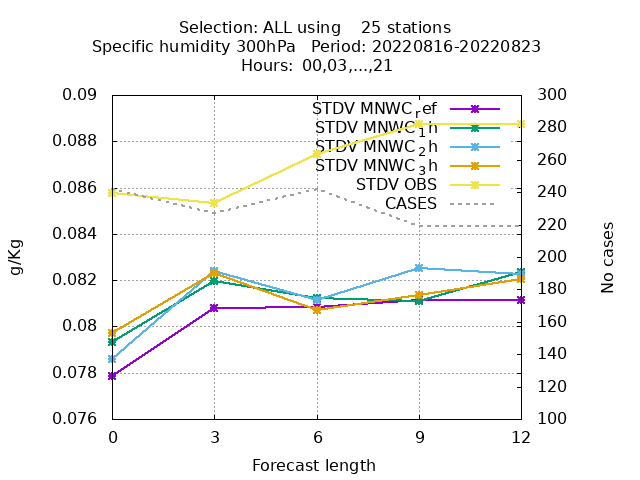 Selection: ALL using    25 stations
Specific humidity 300hPa   Period: 20220816-20220823
Hours:  00,03,...,21
0.09
0.088
0.086
0.084
0.082
0.08
0.078
0.076
g/Kg
STDV MNWC_ref
STDV MNWC_1h
STDV MNWC_2h
STDV MNWC_3h
STDV OBS
CASES
300
280
260
240
220
200
180
160
140
120
100
No cases
0 3 6 9 12
Forecast length